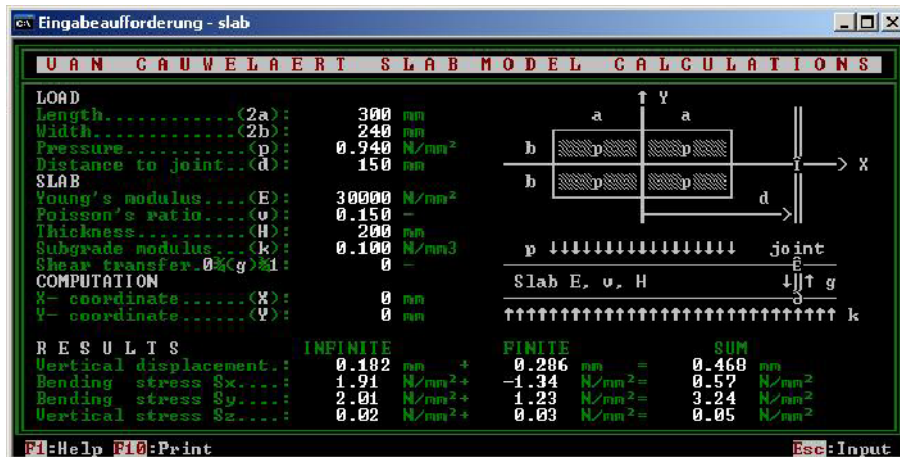 Eingabeaufforderung - slab
VAN CAUWELAERT SLAB MODEL CALCULATIONS
LOAD
Length.............(2a): 300 mm
Width..............(2b): 240 mm
Pressure............(p): 0.940 N/mm²
Distance to joint..(d): 150 mm
SLAB
Young's modulus....(E): 30000 N/mm²
Poisson's ratio....(υ): 0.150 -
Thickness..........(H): 200 mm
Subgrade modulus...(k): 0.100 N/mm3
Shear transfer.0¾(g)¾1: 0 -
COMPUTATION
X- coordinate......(X): 0 mm
Y- coordinate......(Y): 0 mm
↑ Y
a a
b p p
I > X
b p p
d
p ↓↓↓↓↓↓↓↓↓↓↓↓↓↓↓↓↓ joint
Ê
Slab E, υ, H ↓||↑ g
↑↑↑↑↑↑↑↑↑↑↑↑↑↑↑↑↑↑↑↑↑↑↑↑↑↑↑↑↑↑ k
RESULTS INFINITE FINITE SUM
Vertical displacement.: 0.182 mm + 0.286 mm = 0.468 mm
Bending stress Sx....: 1.91 N/mm²+ -1.34 N/mm²= 0.57 N/mm²
Bending stress Sy....: 2.01 N/mm²+ 1.23 N/mm²= 3.24 N/mm²
Vertical stress Sz....: 0.02 N/mm²+ 0.03 N/mm²= 0.05 N/mm²
F1:Help F10:Print Esc:Input